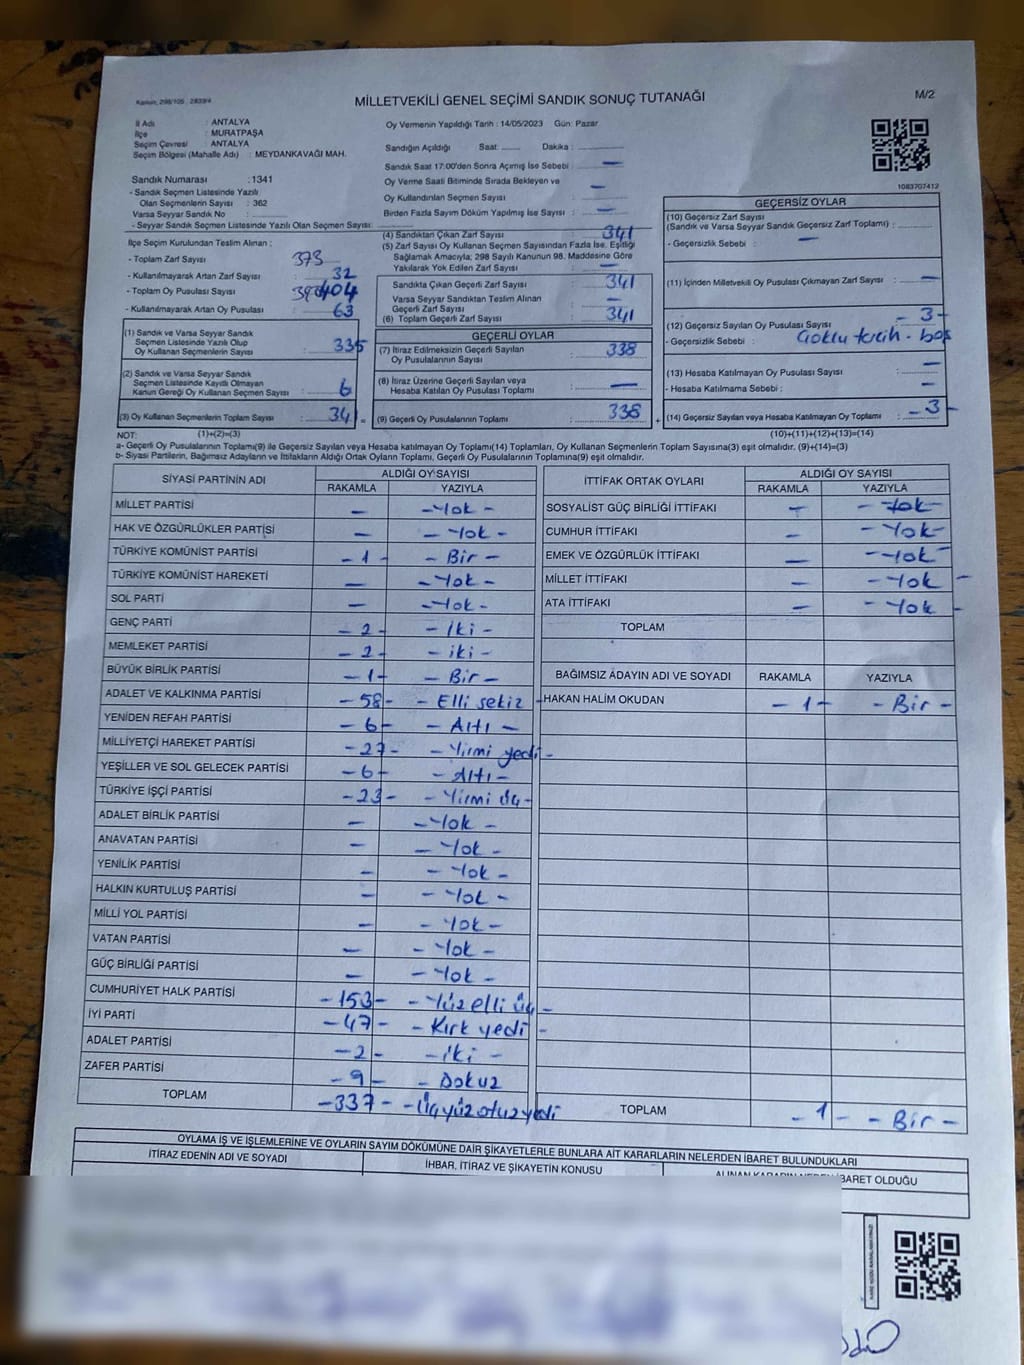 Kanun; 298/105 ; 2839/4
MİLLETVEKİLİ GENEL SEÇİMİ SANDIK SONUÇ TUTANAĞI
M/2
İl Adı : ANTALYA
İlçe : MURATPAŞA
Seçim Çevresi : ANTALYA
Seçim Bölgesi (Mahalle Adı) : MEYDANKAVAĞI MAH.
Sandık Numarası : 1341
- Sandık Seçmen Listesinde Yazılı
Olan Seçmenlerin Sayısı : 362
Varsa Seyyar Sandık No :
- Seyyar Sandık Seçmen Listesinde Yazılı Olan Seçmen Sayısı:
İlçe Seçim Kurulundan Teslim Alınan ;
- Toplam Zarf Sayısı : 373
- Kullanılmayarak Artan Zarf Sayısı : 32
- Toplam Oy Pusulası Sayısı : 404
- Kullanılmayarak Artan Oy Pusulası : 63
(1) Sandık ve Varsa Seyyar Sandık
Seçmen Listesinde Yazılı Olup
Oy Kullanan Seçmenlerin Sayısı : 335
(2) Sandık ve Varsa Seyyar Sandık
Seçmen Listesinde Kayıtlı Olmayan
Kanun Gereği Oy Kullanan Seçmen Sayısı : 6
(3) Oy Kullanan Seçmenlerin Toplam Sayısı : 341 =
Oy Vermenin Yapıldığı Tarih : 14/05/2023 Gün: Pazar
Sandığın Açıldığı Saat: Dakika :
Sandık Saat 17:00'den Sonra Açımış İse Sebebi : —
Oy Verme Saati Bitiminde Sırada Bekleyen ve
Oy Kullandırılan Seçmen Sayısı : —
Birden Fazla Sayım Döküm Yapılmış İse Sayısı : —
(4) Sandıktan Çıkan Zarf Sayısı : 341
(5) Zarf Sayısı Oy Kullanan Seçmen Sayısından Fazla İse, Eşitliği
Sağlamak Amacıyla; 298 Sayılı Kanunun 98. Maddesine Göre
Yakılarak Yok Edilen Zarf Sayısı : —
Sandıkta Çıkan Geçerli Zarf Sayısı : 341
Varsa Seyyar Sandıktan Teslim Alınan
Geçerli Zarf Sayısı : —
(6) Toplam Geçerli Zarf Sayısı : 341
GEÇERLİ OYLAR
(7) İtiraz Edilmeksizin Geçerli Sayılan
Oy Pusulalarının Sayısı : 338
(8) İtiraz Üzerine Geçerli Sayılan veya
Hesaba Katılan Oy Pusulası Toplamı : —
(9) Geçerli Oy Pusulalarının Toplamı : 338 +
1083707412
GEÇERSİZ OYLAR
(10) Geçersiz Zarf Sayısı
(Sandık ve Varsa Seyyar Sandık Geçersiz Zarf Toplamı) :
- Geçersizlik Sebebi : —
(11) İçinden Milletvekili Oy Pusulası Çıkmayan Zarf Sayısı : —
(12) Geçersiz Sayılan Oy Pusulası Sayısı : - 3 -
- Geçersizlik Sebebi : Çoklu tercih - boş
(13) Hesaba Katılmayan Oy Pusulası Sayısı : —
- Hesaba Katılmama Sebebi : —
(14) Geçersiz Sayılan veya Hesaba Katılmayan Oy Toplamı : - 3 -
NOT: (1)+(2)=(3) (10)+(11)+(12)+(13)=(14)
a- Geçerli Oy Pusulalarının Toplamı(9) ile Geçersiz Sayılan veya Hesaba Katılmayan Oy Toplamı(14) Toplamları, Oy Kullanan Seçmenlerin Toplam Sayısına(3) eşit olmalıdır. (9)+(14)=(3)
b- Siyasi Partilerin, Bağımsız Adayların ve İttifakların Aldığı Ortak Oyların Toplamı, Geçerli Oy Pusulalarının Toplamına(9) eşit olmalıdır.
SİYASİ PARTİNİN ADI ALDIĞI OY SAYISI
RAKAMLA YAZIYLA
MİLLET PARTİSİ — - Yok -
HAK VE ÖZGÜRLÜKLER PARTİSİ — - Yok -
TÜRKİYE KOMÜNİST PARTİSİ - 1 - - Bir -
TÜRKİYE KOMÜNİST HAREKETİ — - Yok -
SOL PARTİ — - Yok -
GENÇ PARTİ - 2 - - İki -
MEMLEKET PARTİSİ - 2 - - iki -
BÜYÜK BİRLİK PARTİSİ - 1 - - Bir -
ADALET VE KALKINMA PARTİSİ - 58 - - Elli sekiz -
YENİDEN REFAH PARTİSİ - 6 - - Altı -
MİLLİYETÇİ HAREKET PARTİSİ - 27 - - Yirmi yedi -
YEŞİLLER VE SOL GELECEK PARTİSİ - 6 - - Altı -
TÜRKİYE İŞÇİ PARTİSİ - 23 - - Yirmi üç -
ADALET BİRLİK PARTİSİ — - Yok -
ANAVATAN PARTİSİ — - Yok -
YENİLİK PARTİSİ — - Yok -
HALKIN KURTULUŞ PARTİSİ — - Yok -
MİLLİ YOL PARTİSİ — - Yok -
VATAN PARTİSİ — - Yok -
GÜÇ BİRLİĞİ PARTİSİ — - Yok -
CUMHURİYET HALK PARTİSİ - 153 - - Yüz elli üç -
İYİ PARTİ - 47 - - Kırk yedi -
ADALET PARTİSİ - 2 - - iki -
ZAFER PARTİSİ - 9 - - Dokuz
TOPLAM - 337 - - Üçyüzotuzyedi
İTTİFAK ORTAK OYLARI ALDIĞI OY SAYISI
RAKAMLA YAZIYLA
SOSYALİST GÜÇ BİRLİĞİ İTTİFAKI — - Yok -
CUMHUR İTTİFAKI — - Yok -
EMEK VE ÖZGÜRLÜK İTTİFAKI — - Yok -
MİLLET İTTİFAKI — - Yok -
ATA İTTİFAKI — - Yok -
TOPLAM
BAĞIMSIZ ADAYIN ADI VE SOYADI RAKAMLA YAZIYLA
HAKAN HALİM OKUDAN - 1 - - Bir -
TOPLAM - 1 - - Bir -
OYLAMA İŞ VE İŞLEMLERİNE VE OYLARIN SAYIM DÖKÜMÜNE DAİR ŞİKAYETLERLE BUNLARA AİT KARARLARIN NELERDEN İBARET BULUNDUKLARI
İTİRAZ EDENİN ADI VE SOYADI İHBAR, İTİRAZ VE ŞİKAYETİN KONUSU ALINAN KARARIN NEDEN İBARET OLDUĞU